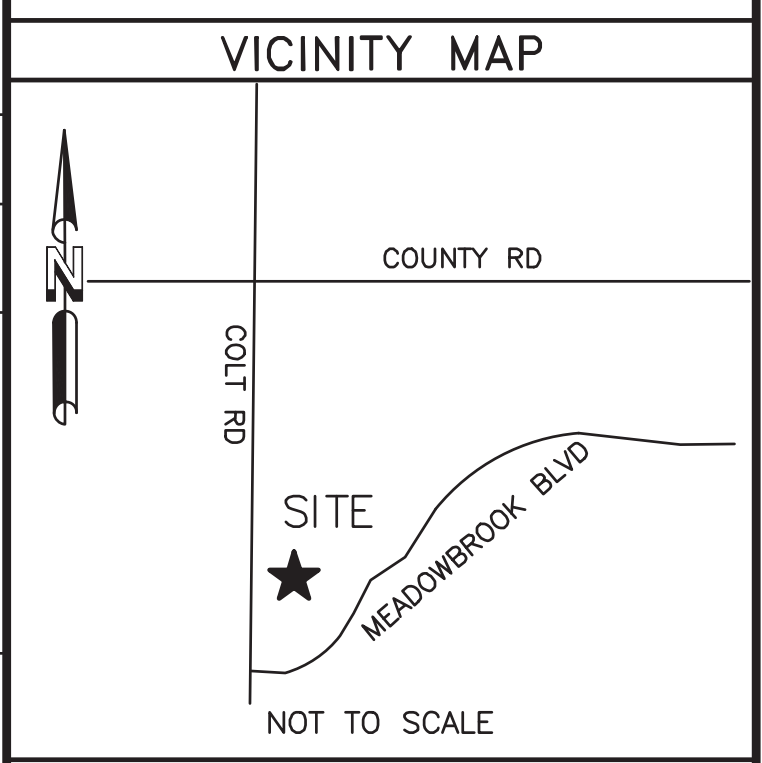 VICINITY MAP
N
COUNTY RD
COLT RD
SITE
MEADOWBROOK BLVD
NOT TO SCALE